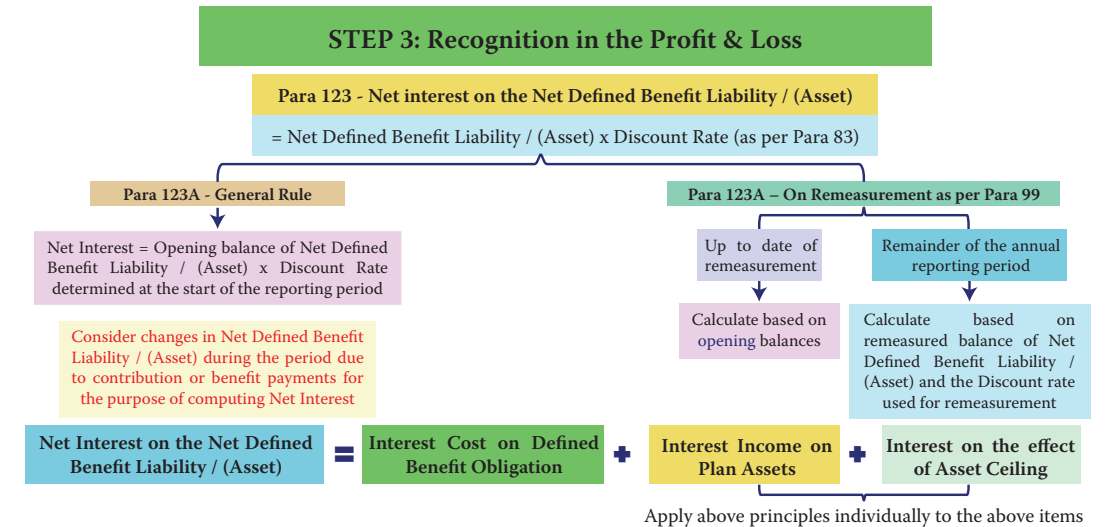 STEP 3: Recognition in the Profit & Loss
Para 123 - Net interest on the Net Defined Benefit Liability / (Asset)
= Net Defined Benefit Liability / (Asset) x Discount Rate (as per Para 83)
Para 123A - General Rule
Net Interest = Opening balance of Net Defined
Benefit Liability / (Asset) x Discount Rate
determined at the start of the reporting period
Consider changes in Net Defined Benefit
Liability / (Asset) during the period due
to contribution or benefit payments for
the purpose of computing Net Interest
Para 123A – On Remeasurement as per Para 99
Up to date of
remeasurement
Calculate based on
opening balances
Remainder of the annual
reporting period
Calculate based on
remeasured balance of Net
Defined Benefit Liability /
(Asset) and the Discount rate
used for remeasurement
Net Interest on the Net Defined
Benefit Liability / (Asset)
=
Interest Cost on Defined
Benefit Obligation
+
Interest Income on
Plan Assets
+
Interest on the effect
of Asset Ceiling
Apply above principles individually to the above items